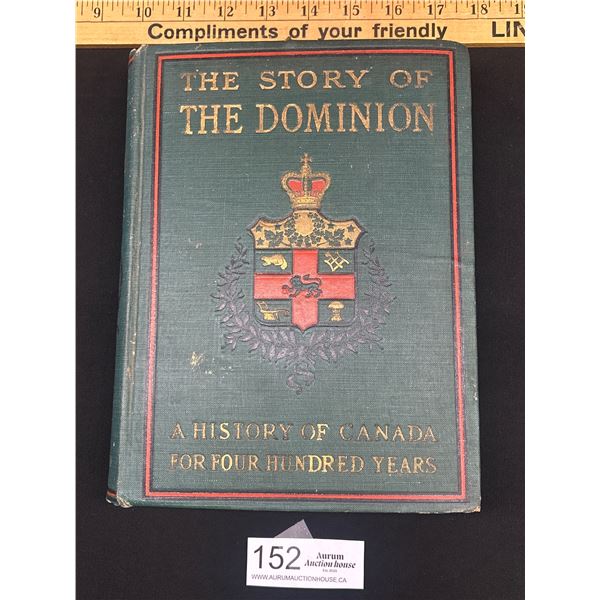 9 10 11 12 13 14 15 16 17 18
Compliments of your friendly LIN
THE STORY OF
THE DOMINION
A HISTORY OF CANADA
FOR FOUR HUNDRED YEARS
152 Aurum
Auction house
WWW.AURUMAUCTIONHOUSE.CA